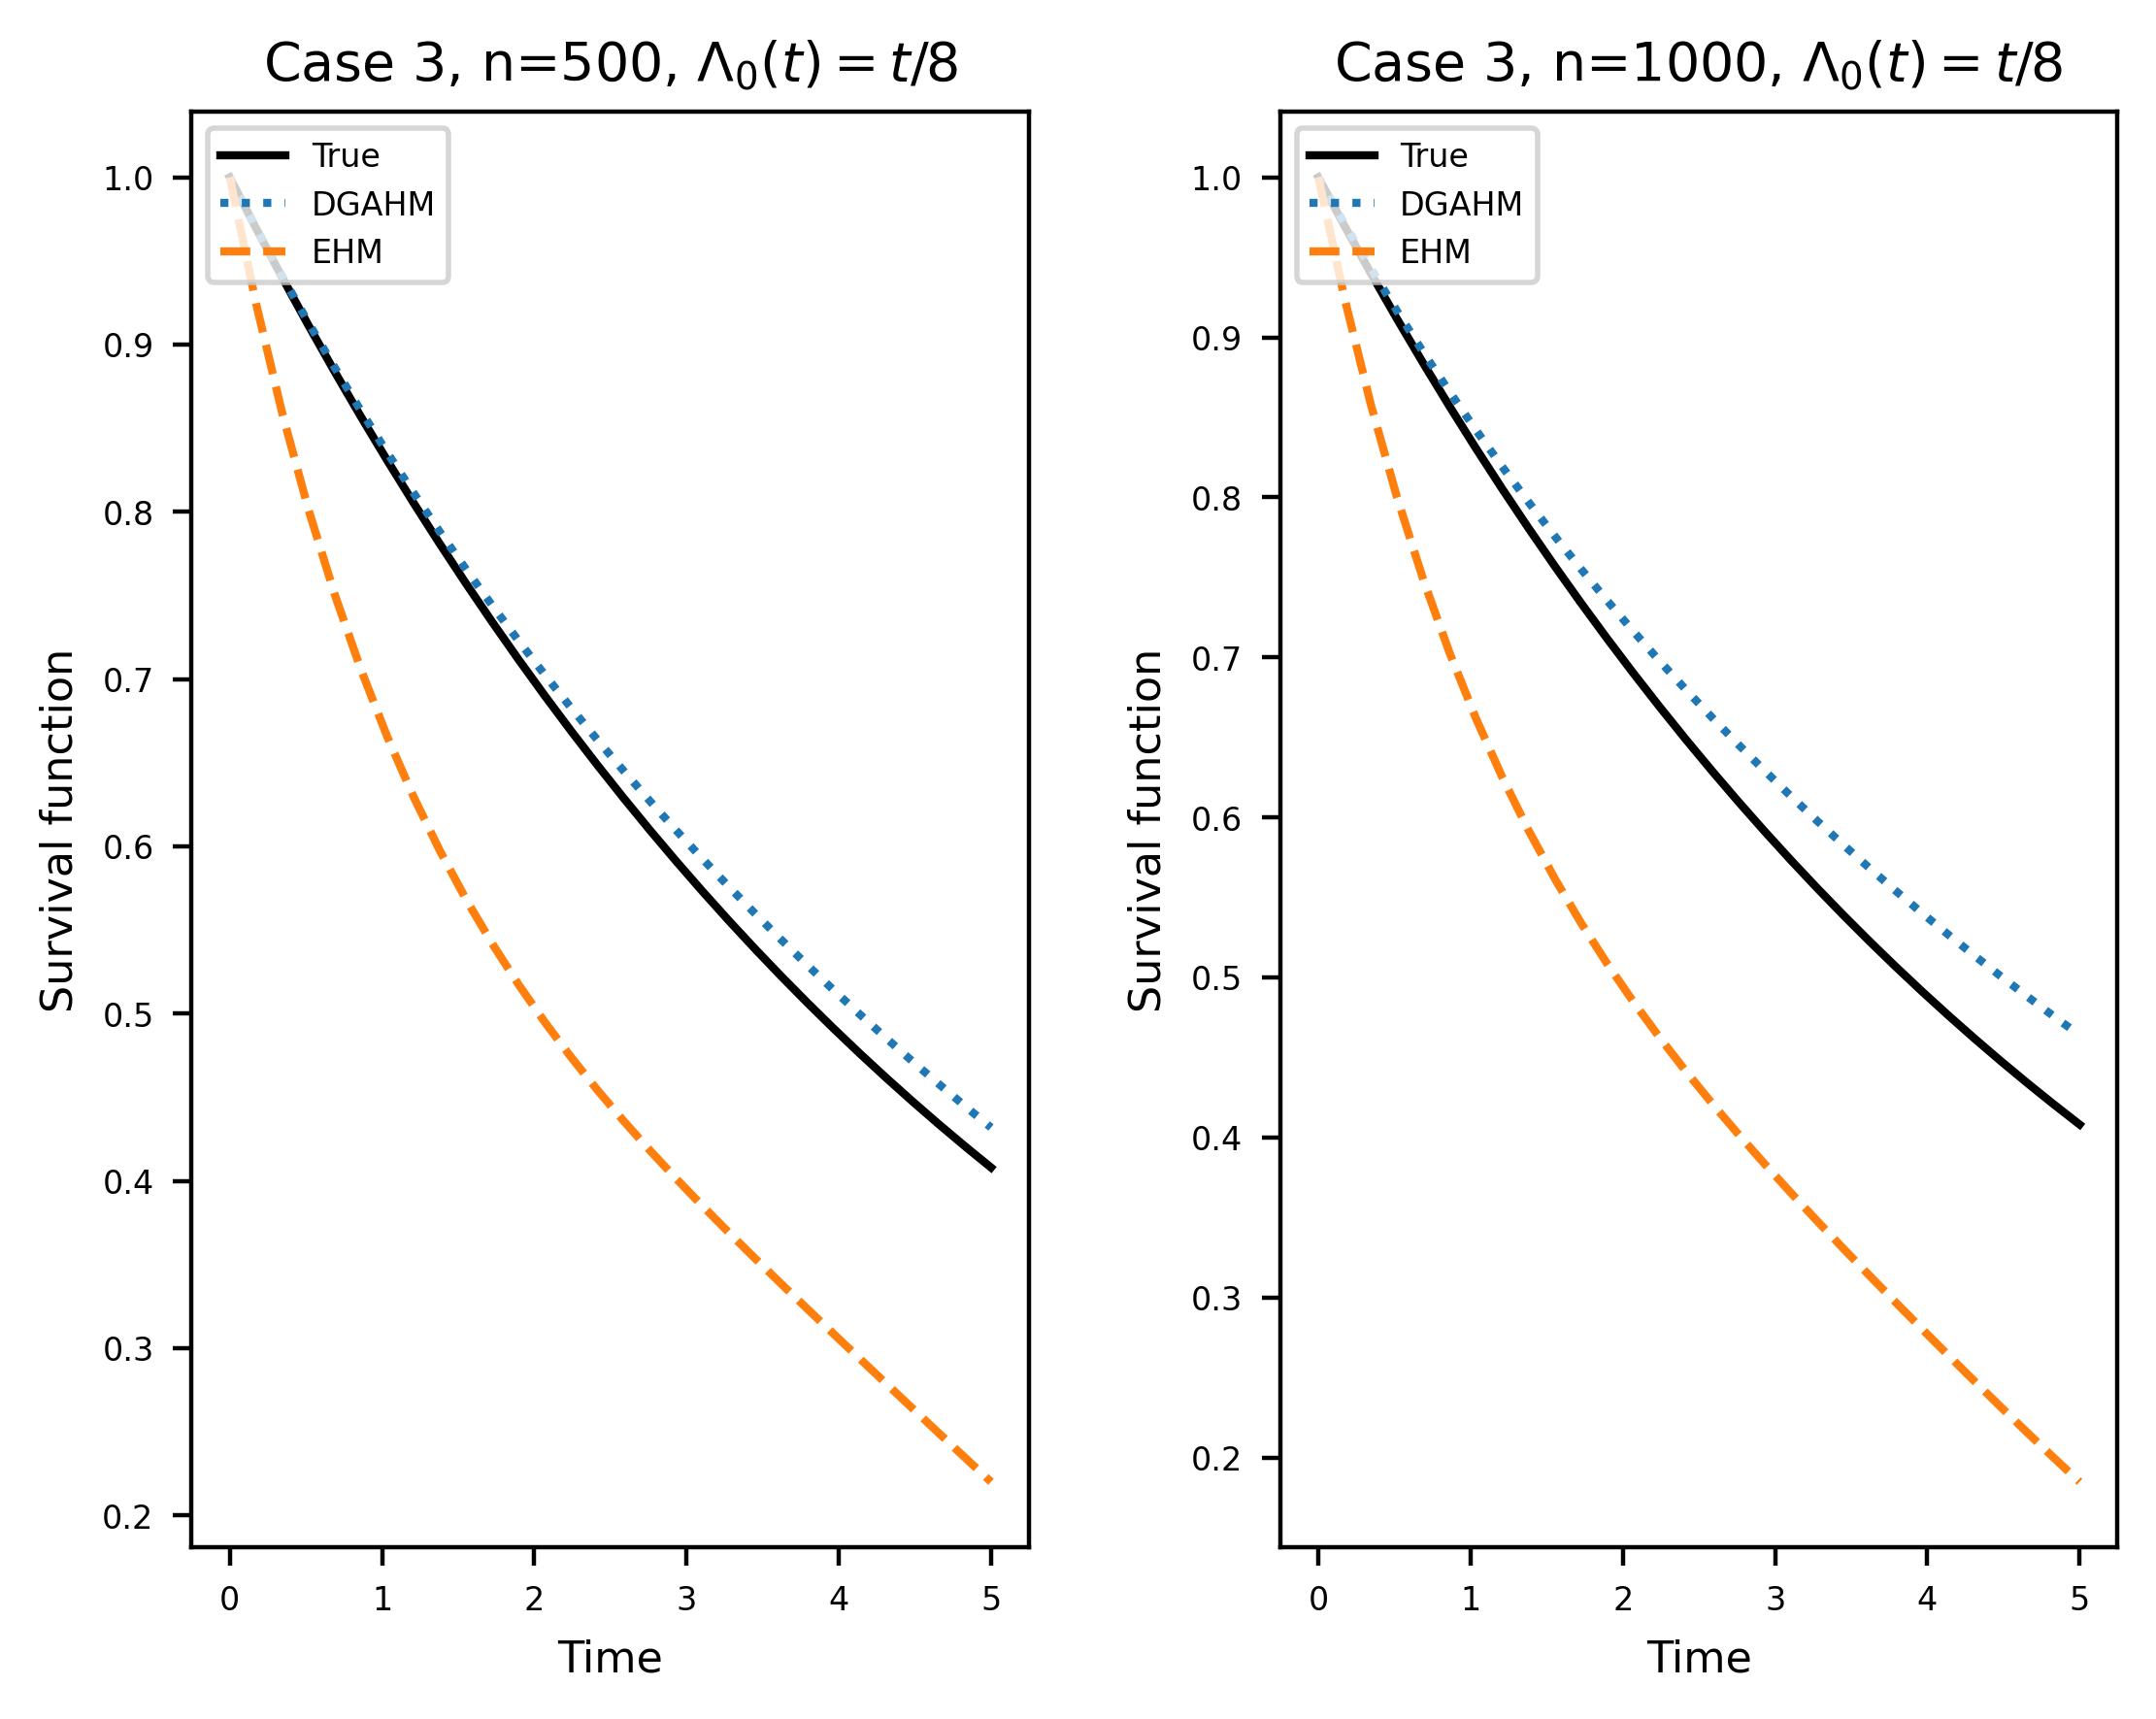 Case 3, n=500, Λ₀(t) = t/8
True
DGAHM
EHM
Survival function
1.0
0.9
0.8
0.7
0.6
0.5
0.4
0.3
0.2
0 1 2 3 4 5
Time
Case 3, n=1000, Λ₀(t) = t/8
True
DGAHM
EHM
Survival function
1.0
0.9
0.8
0.7
0.6
0.5
0.4
0.3
0.2
0 1 2 3 4 5
Time